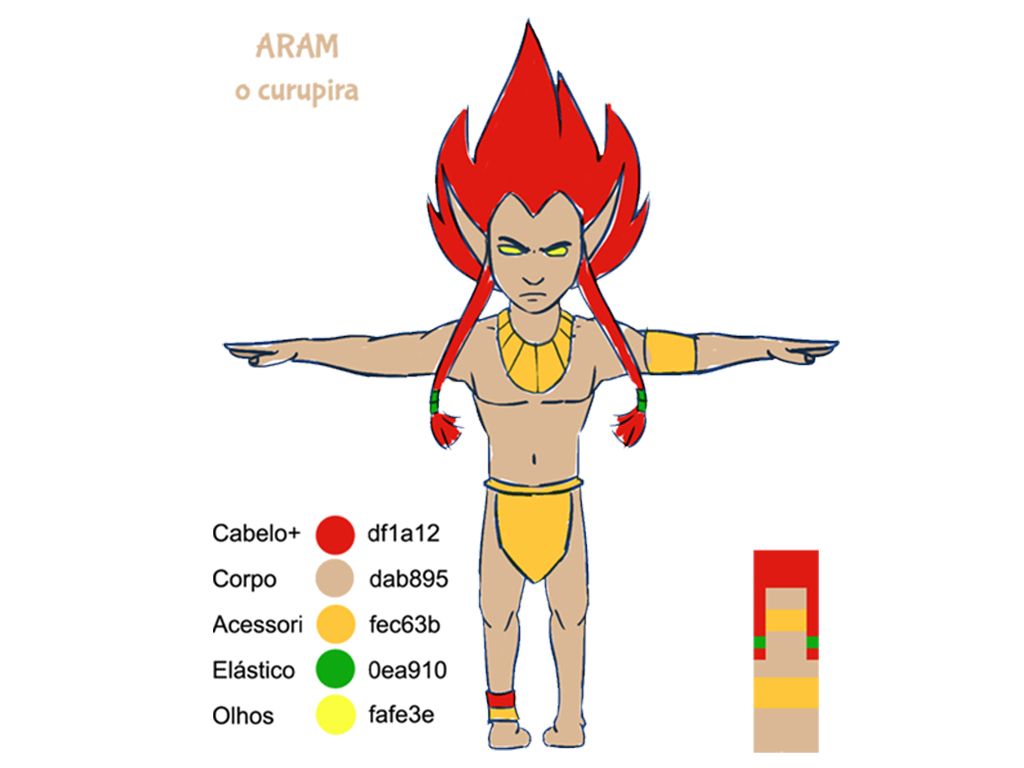 ARAM
o curupira
Cabelo+ df1a12
Corpo dab895
Acessori fec63b
Elástico 0ea910
Olhos fafe3e